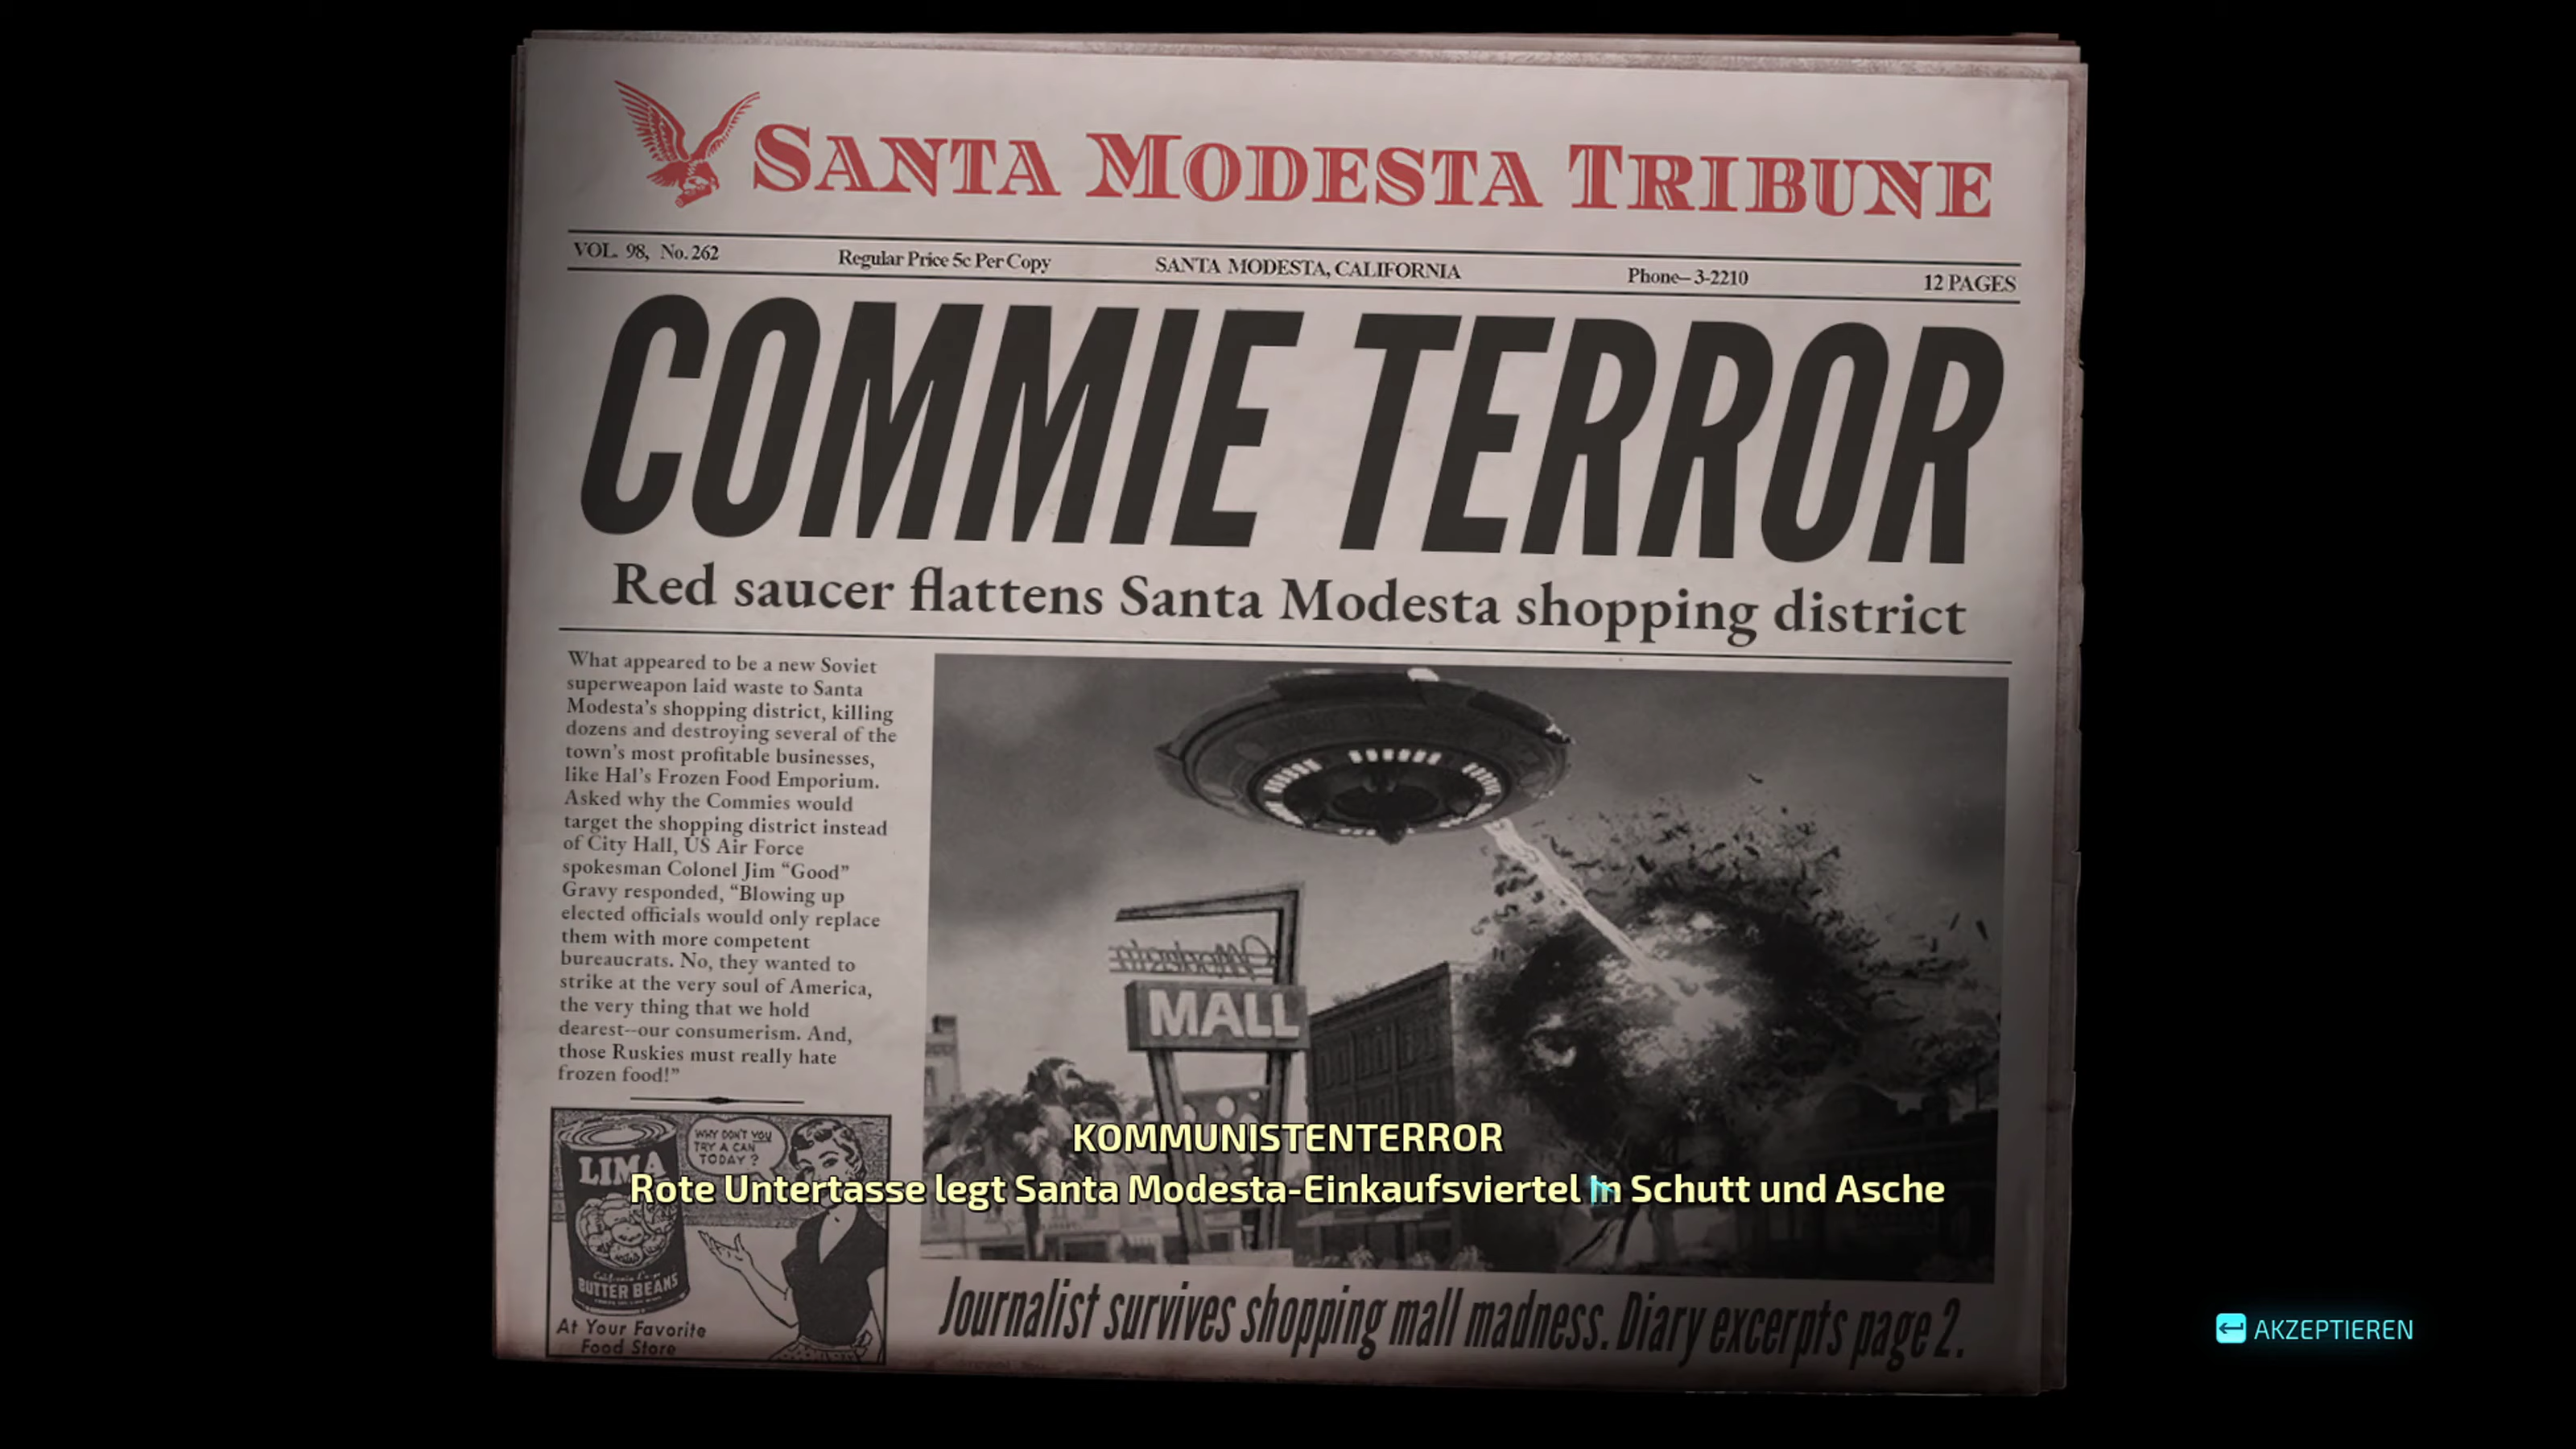 SANTA MODESTA TRIBUNE
VOL. 98, No. 262 Regular Price 5c Per Copy SANTA MODESTA, CALIFORNIA Phone– 3-2210 12 PAGES
COMMIE TERROR
Red saucer flattens Santa Modesta shopping district
What appeared to be a new Soviet
superweapon laid waste to Santa
Modesta's shopping district, killing
dozens and destroying several of the
town's most profitable businesses,
like Hal's Frozen Food Emporium.
Asked why the Commies would
target the shopping district instead
of City Hall, US Air Force
spokesman Colonel Jim “Good”
Gravy responded, “Blowing up
elected officials would only replace
them with more competent
bureaucrats. No, they wanted to
strike at the very soul of America,
the very thing that we hold
dearest--our consumerism. And,
those Ruskies must really hate
frozen food!”
MALL
WHY DON'T YOU
TRY A CAN
TODAY?
LIMA
BUTTER BEANS
At Your Favorite
Food Store
KOMMUNISTENTERROR
Rote Untertasse legt Santa Modesta-Einkaufsviertel in Schutt und Asche
Journalist survives shopping mall madness. Diary excerpts page 2.
AKZEPTIEREN